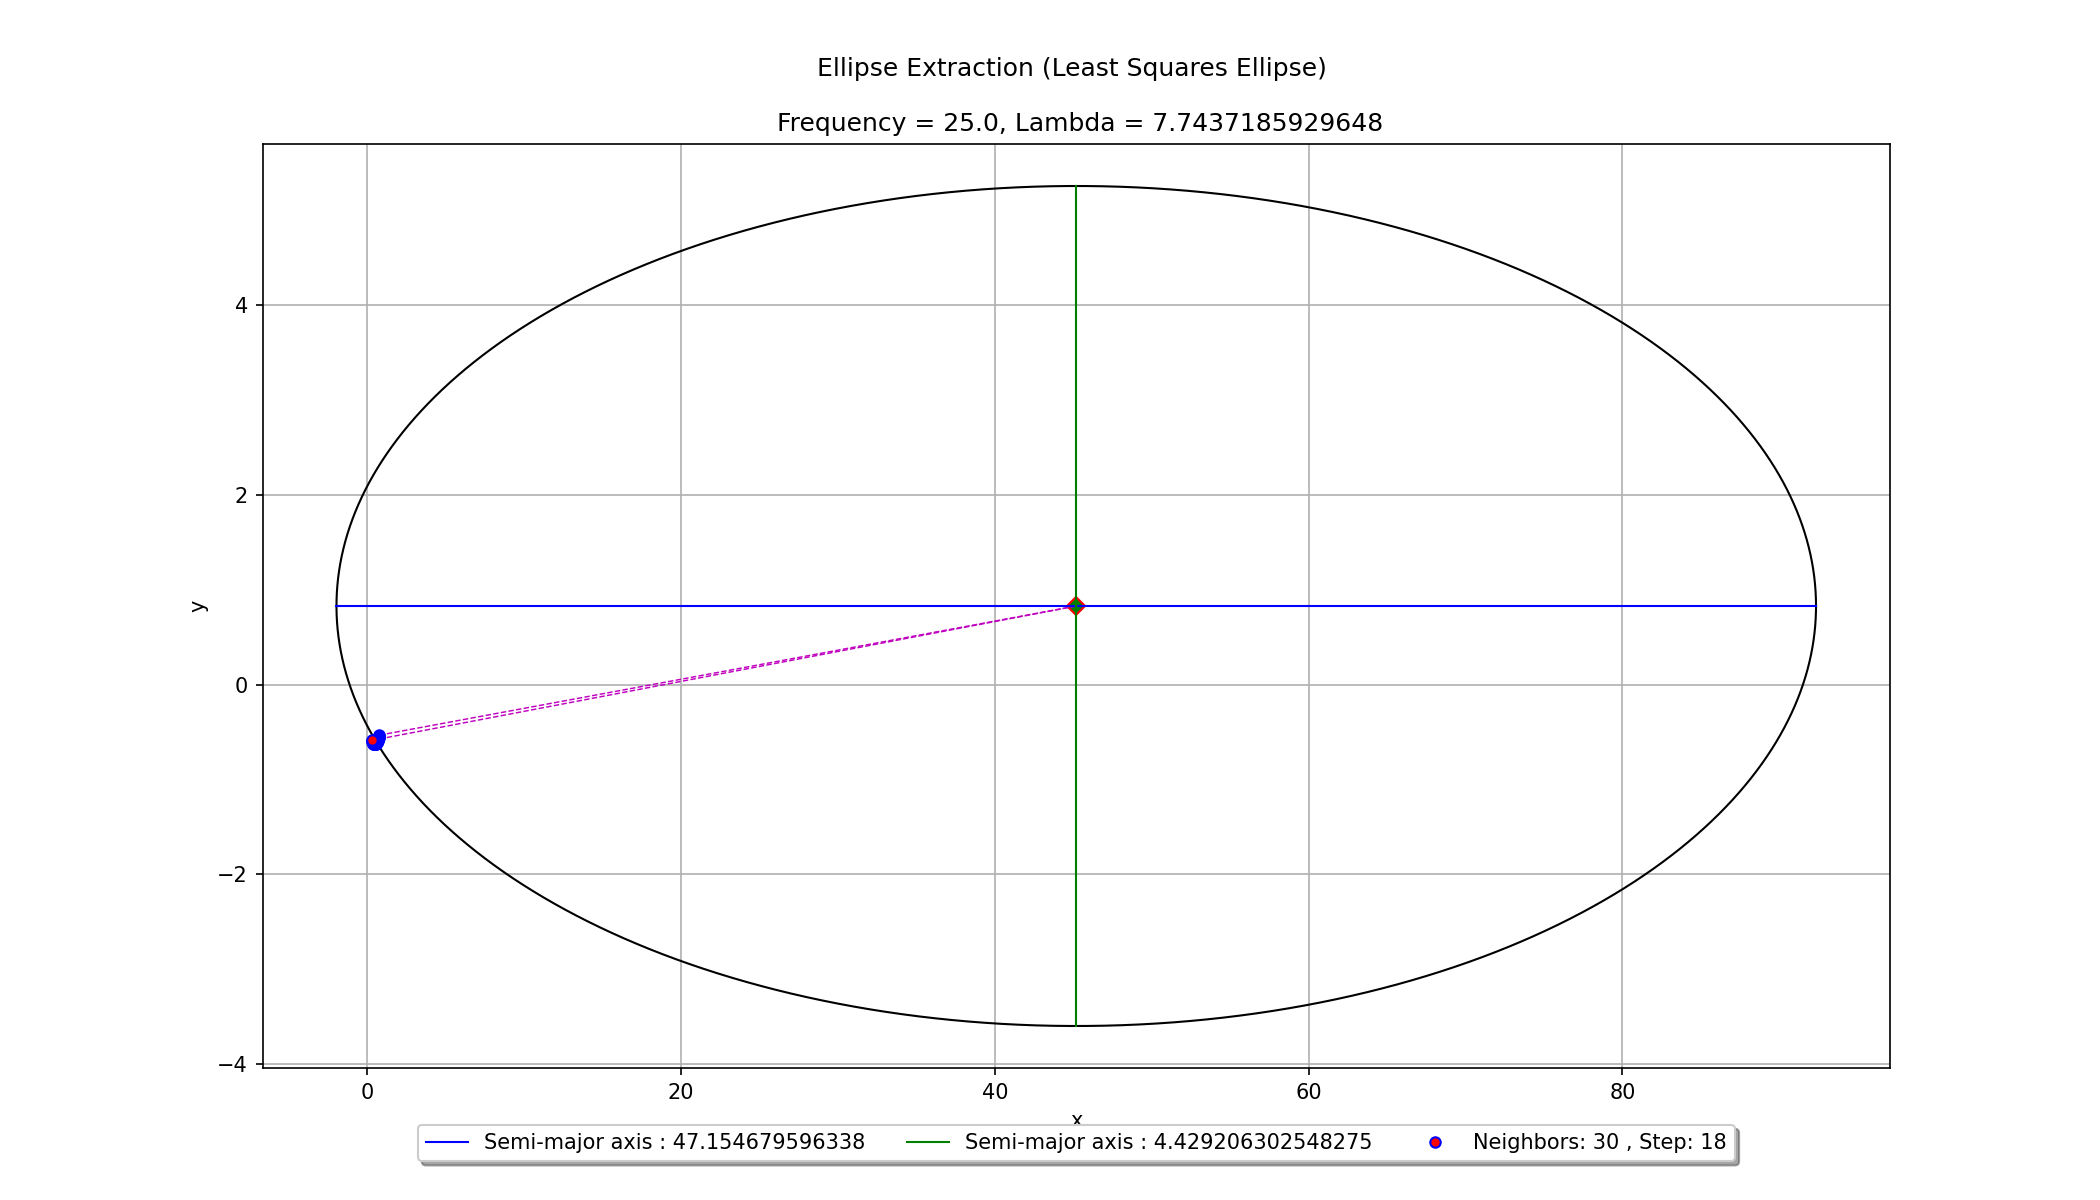 Ellipse Extraction (Least Squares Ellipse)
Frequency = 25.0, Lambda = 7.7437185929648
4
2
y
0
−2
−4
0 20 40 60 80
x
Semi-major axis : 47.154679596338 Semi-major axis : 4.429206302548275 Neighbors: 30 , Step: 18